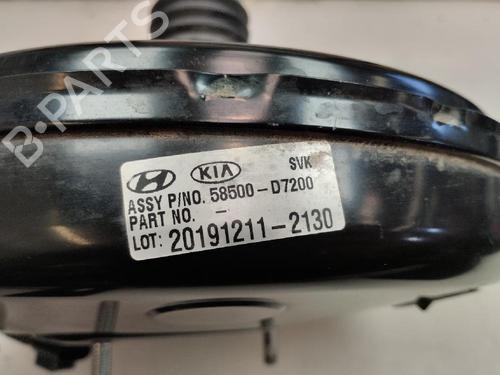 B-PARTS
KIA SVK
ASSY P/NO. 58500-D7200
PART NO. -
LOT: 20191211-2130